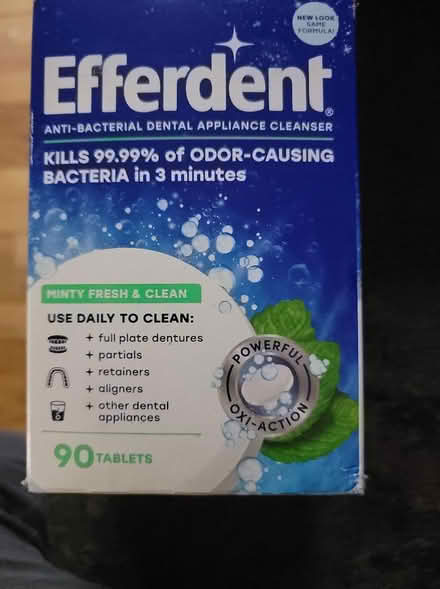 NEW LOOK
SAME
FORMULA!
Efferdent®
ANTI-BACTERIAL DENTAL APPLIANCE CLEANSER
KILLS 99.99% of ODOR-CAUSING
BACTERIA in 3 minutes
MINTY FRESH & CLEAN
USE DAILY TO CLEAN:
+ full plate dentures
+ partials
+ retainers
+ aligners
+ other dental
appliances
POWERFUL
OXI-ACTION
90 TABLETS